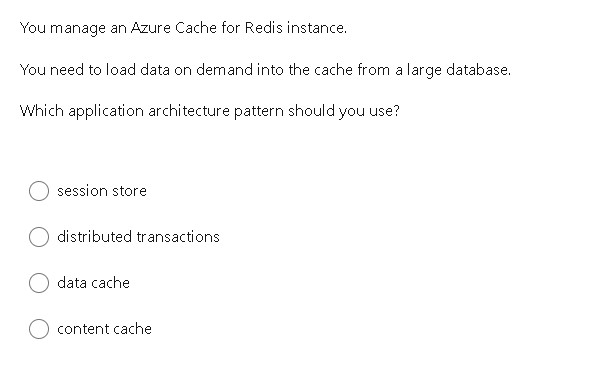 You manage an Azure Cache for Redis instance.
You need to load data on demand into the cache from a large database.
Which application architecture pattern should you use?
session store
distributed transactions
data cache
content cache